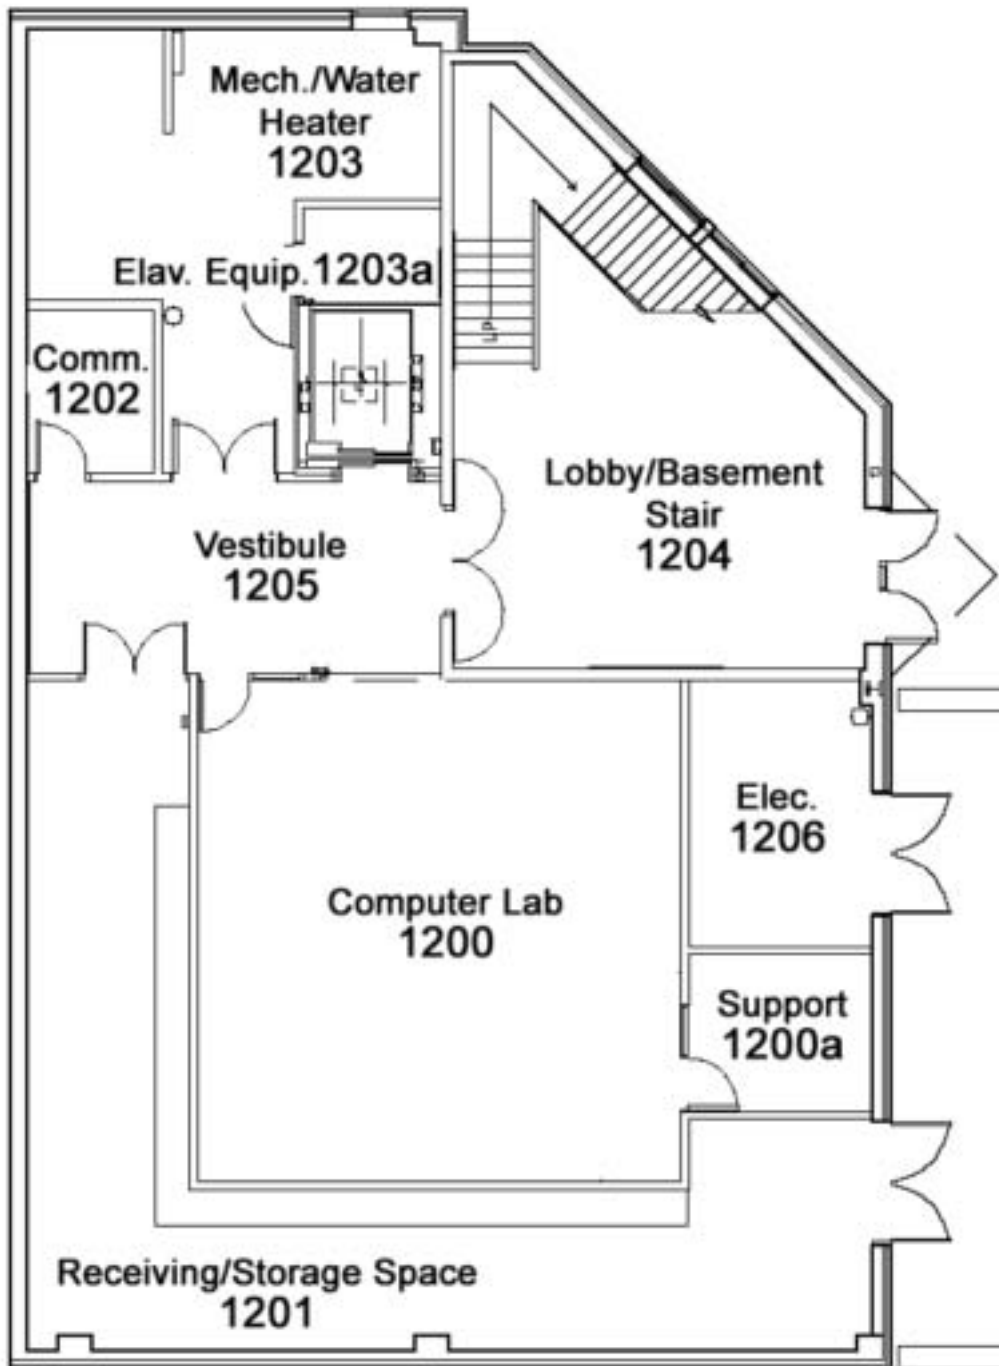 Mech./Water
Heater
1203
Elav. Equip. 1203a
UP
Comm.
1202
Lobby/Basement
Stair
1204
Vestibule
1205
Elec.
1206
Computer Lab
1200
Support
1200a
Receiving/Storage Space
1201